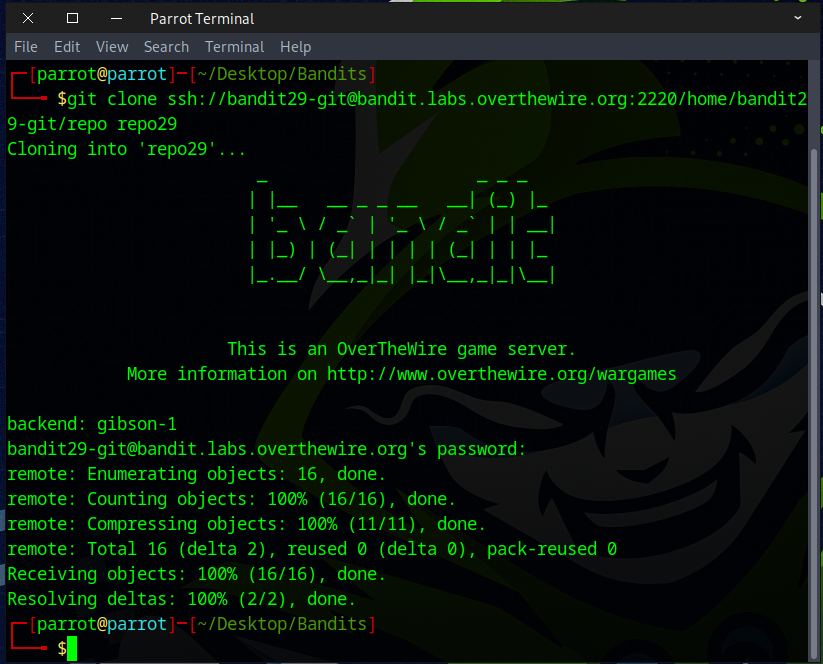 Parrot Terminal
File Edit View Search Terminal Help
┌─[parrot@parrot]─[~/Desktop/Bandits]
└──╼ $git clone ssh://bandit29-git@bandit.labs.overthewire.org:2220/home/bandit2
9-git/repo repo29
Cloning into 'repo29'...
                         _                     _ _ _
                        | |__   __ _ _ __   __| (_) |_
                        | '_ \ / _` | '_ \ / _` | | __|
                        | |_) | (_| | | | | (_| | | |_
                        |_.__/ \__,_|_| |_|\__,_|_|\__|
This is an OverTheWire game server.
More information on http://www.overthewire.org/wargames
backend: gibson-1
bandit29-git@bandit.labs.overthewire.org's password:
remote: Enumerating objects: 16, done.
remote: Counting objects: 100% (16/16), done.
remote: Compressing objects: 100% (11/11), done.
remote: Total 16 (delta 2), reused 0 (delta 0), pack-reused 0
Receiving objects: 100% (16/16), done.
Resolving deltas: 100% (2/2), done.
┌─[parrot@parrot]─[~/Desktop/Bandits]
└──╼ $